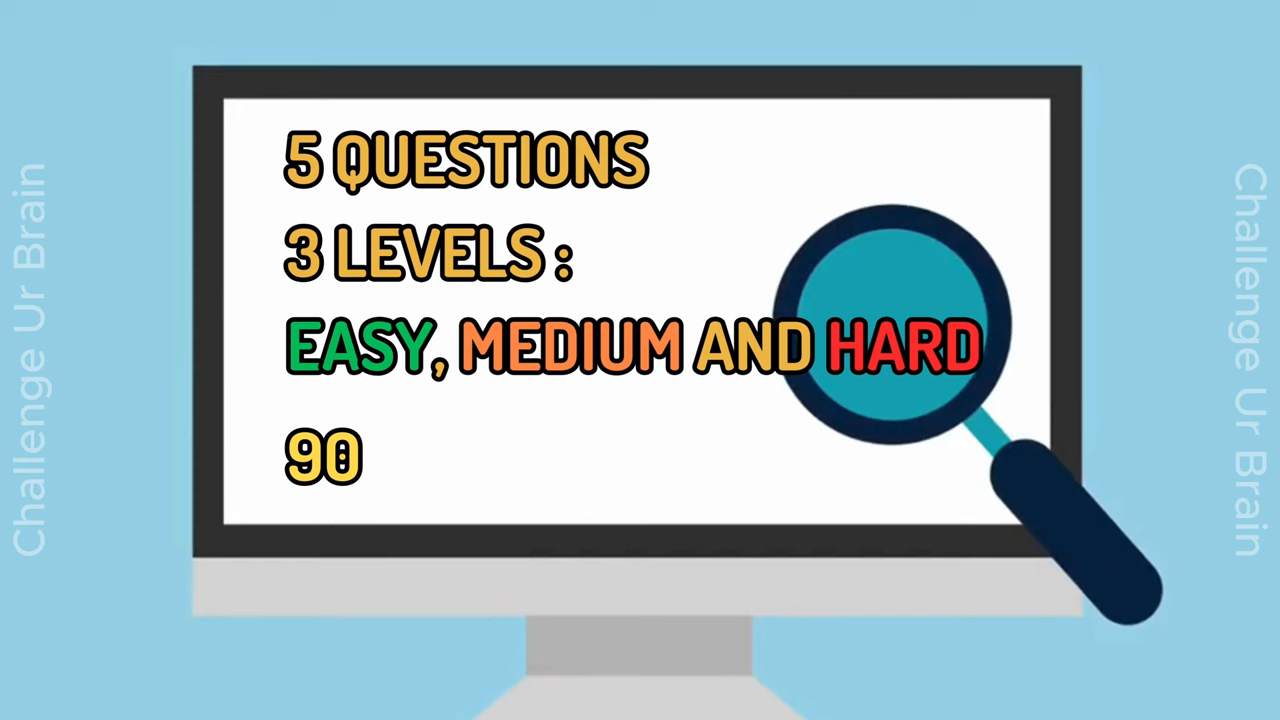 5 QUESTIONS
3 LEVELS :
EASY, MEDIUM AND HARD
90
Challenge Ur Brain
Challenge Ur Brain